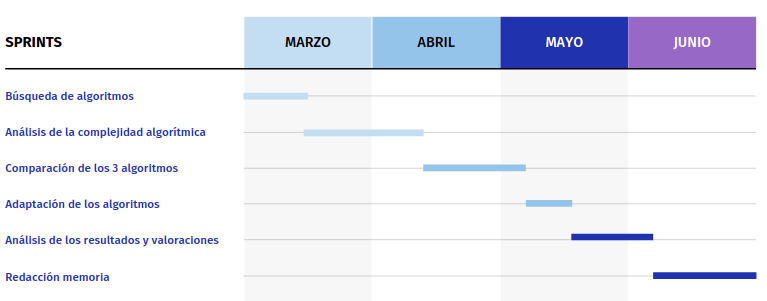 SPRINTS MARZO ABRIL MAYO JUNIO
Búsqueda de algoritmos
Análisis de la complejidad algorítmica
Comparación de los 3 algoritmos
Adaptación de los algoritmos
Análisis de los resultados y valoraciones
Redacción memoria